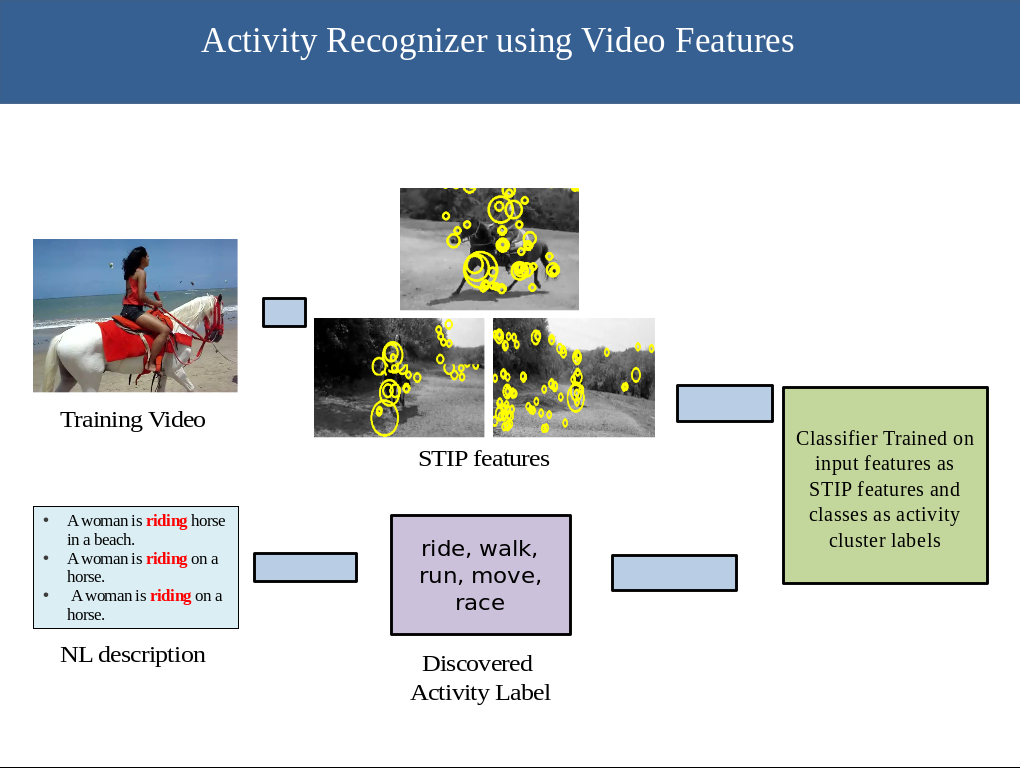 Activity Recognizer using Video Features
Training Video
STIP features
Classifier Trained on
input features as
STIP features and
classes as activity
cluster labels
• A woman is riding horse
in a beach.
• A woman is riding on a
horse.
• A woman is riding on a
horse.
NL description
ride, walk,
run, move,
race
Discovered
Activity Label